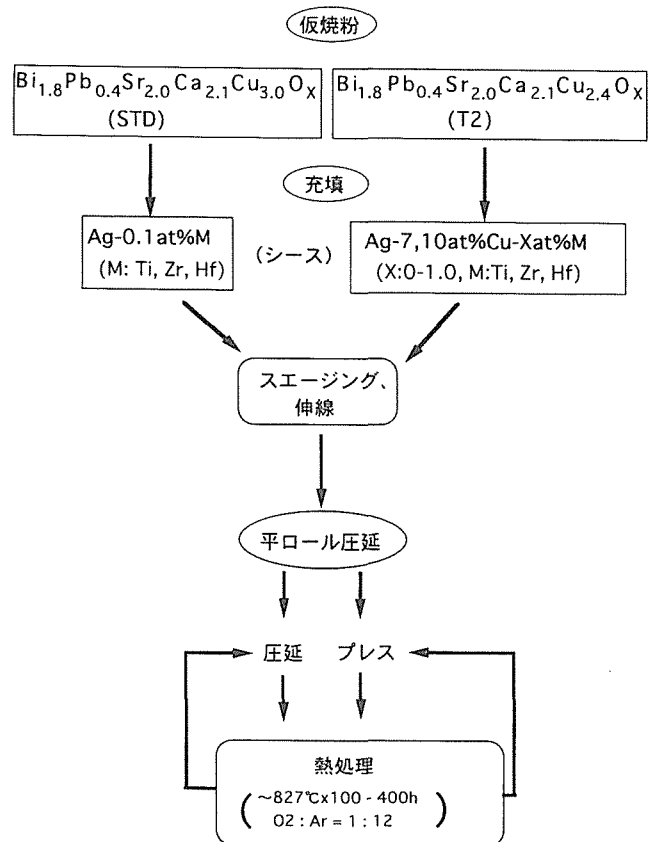 仮焼粉
Bi1.8Pb0.4Sr2.0Ca2.1Cu3.0OX
(STD)
Bi1.8Pb0.4Sr2.0Ca2.1Cu2.4OX
(T2)
充填
Ag-0.1at%M
(M: Ti, Zr, Hf)
(シース)
Ag-7,10at%Cu-Xat%M
(X:0-1.0, M:Ti, Zr, Hf)
スエージング、
伸線
平ロール圧延
圧延 プレス
熱処理
(~827℃x100 - 400h
O2 : Ar = 1 : 12)